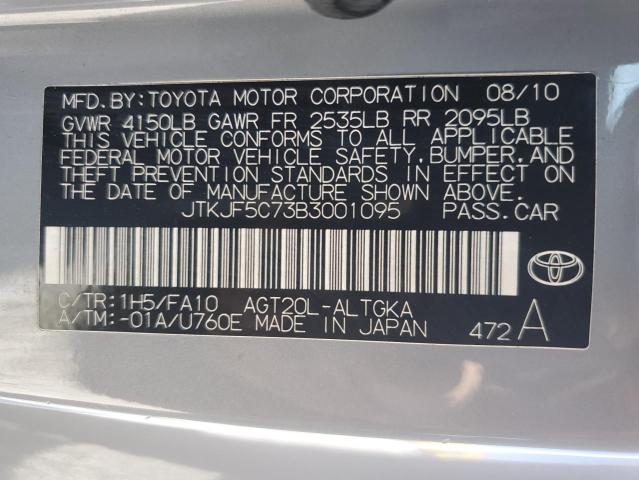 MFD.BY:TOYOTA MOTOR CORPORATION 08/10
GVWR 4150LB GAWR FR 2535LB RR 2095LB
THIS VEHICLE CONFORMS TO ALL APPLICABLE
FEDERAL MOTOR VEHICLE SAFETY,BUMPER,AND
THEFT PREVENTION STANDARDS IN EFFECT ON
THE DATE OF MANUFACTURE SHOWN ABOVE.
JTKJF5C73B3001095 PASS.CAR
C/TR:1H5/FA10 AGT20L-ALTGKA
A/TM:-01A/U760E MADE IN JAPAN 472 A